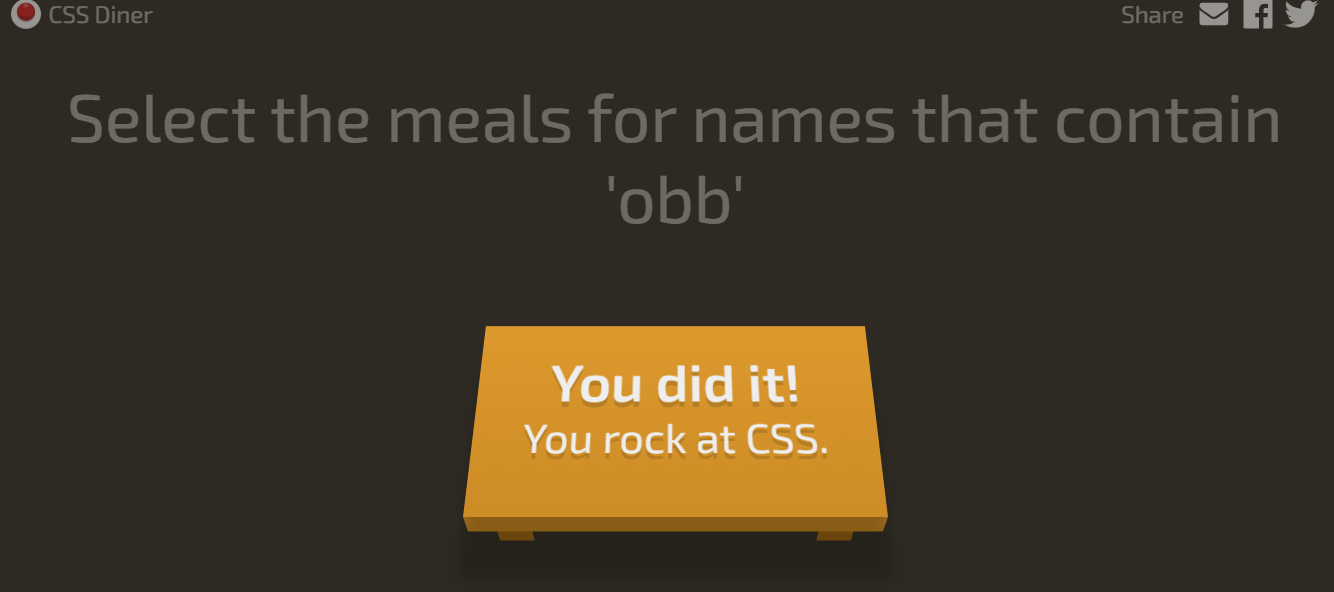 CSS Diner
Share
Select the meals for names that contain
'obb'
You did it!
You rock at CSS.